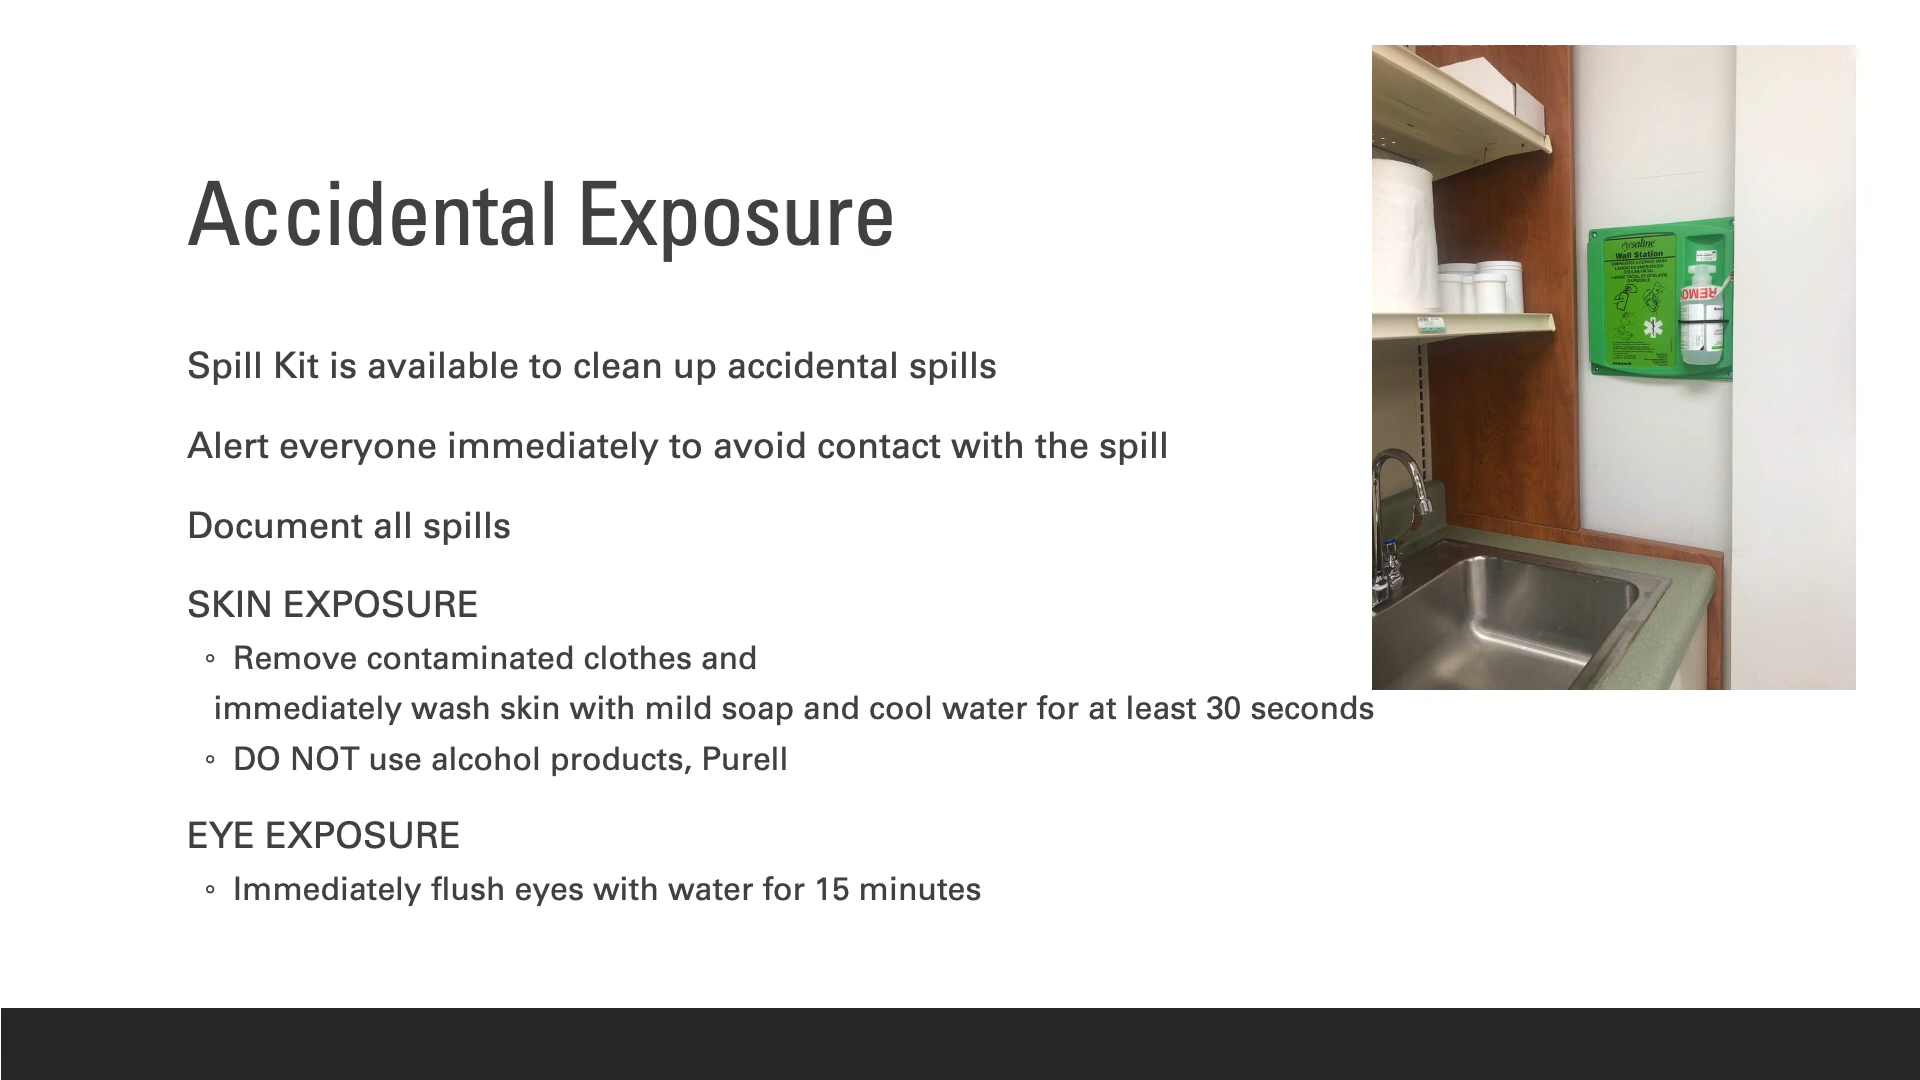 Accidental Exposure
Spill Kit is available to clean up accidental spills
Alert everyone immediately to avoid contact with the spill
Document all spills
SKIN EXPOSURE
◦ Remove contaminated clothes and
immediately wash skin with mild soap and cool water for at least 30 seconds
◦ DO NOT use alcohol products, Purell
EYE EXPOSURE
◦ Immediately flush eyes with water for 15 minutes
eyesaline
Wall Station